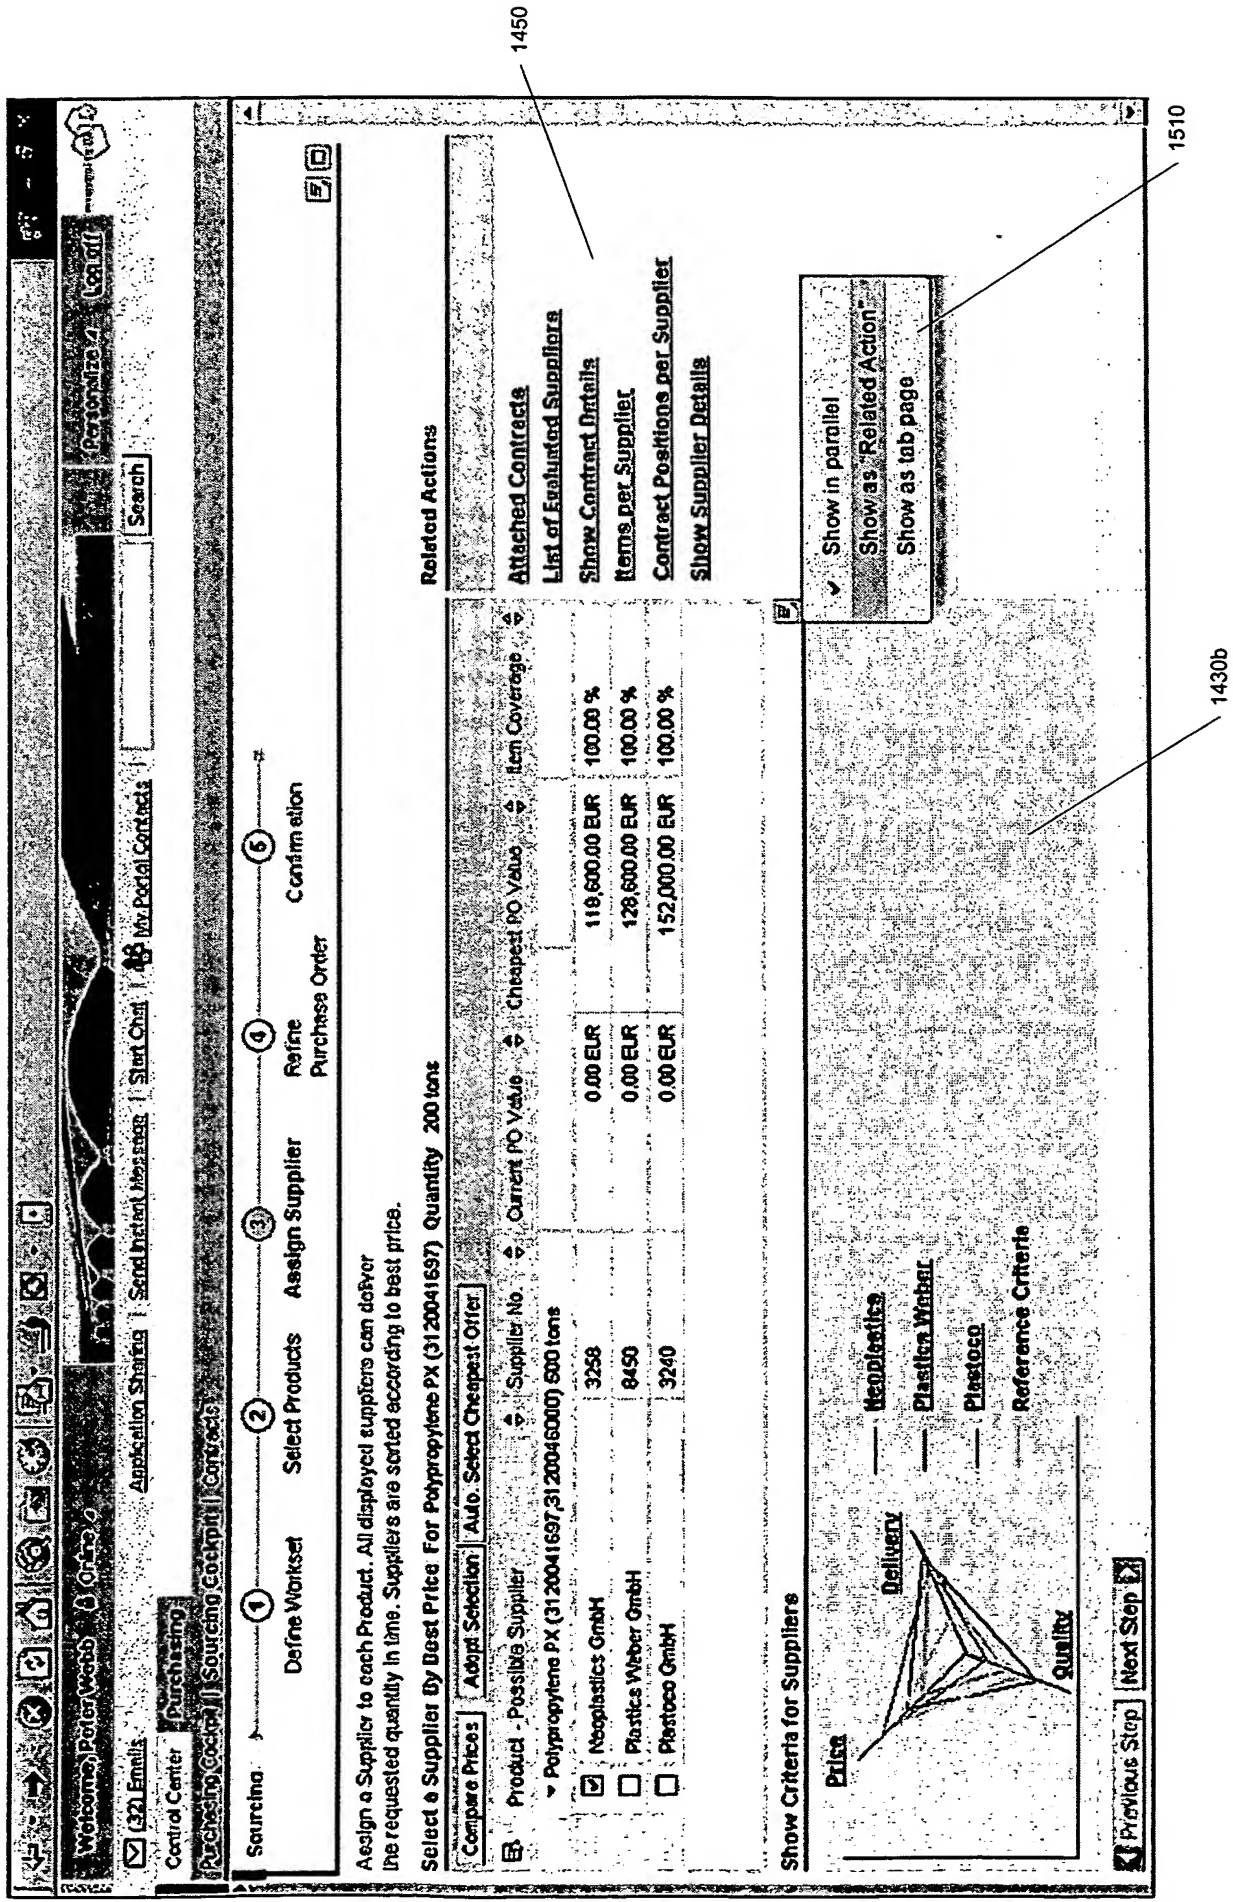 Welcome, Peter Webb Online
Personalize Log off
(32) Emails Application Sharing | Send Instant Message | Start Chat | My Portal Contacts | Search
Control Center Purchasing
Purchasing Control | Sourcing Cockpit | Contracts
Sourcing
1 2 3 4 5
Define Workset Select Products Assign Supplier Refine Purchase Order Confirmation
Assign a Supplier to each Product. All displayed suppliers can deliver
the requested quantity in time. Suppliers are sorted according to best price.
Select a Supplier By Best Price For Polypropylene PX (3120041697) Quantity 200 tons
Related Actions
Compare Prices Adopt Selection Auto. Select Cheapest Offer
Product - Possible Supplier Supplier No. Current PO Value Cheapest PO Value Item Coverage
Polypropylene PX (3120041697,3120046000) 600 tons
Neoplastics GmbH 3258 0.00 EUR 119,600.00 EUR 100.00 %
Plastics Weber GmbH 8450 0.00 EUR 128,600.00 EUR 100.00 %
Plastoco GmbH 3240 0.00 EUR 152,000.00 EUR 100.00 %
Attached Contracts
List of Evaluated Suppliers
Show Contract Details
Items per Supplier
Contract Positions per Supplier
Show Supplier Details
1450
Show Criteria for Suppliers
Show in parallel
Show as "Related Action"
Show as tab page
1510
Price
Delivery
Quality
Neoplastics
Plastics Weber
Plastoco
Reference Criteria
1430b
Previous Step Next Step